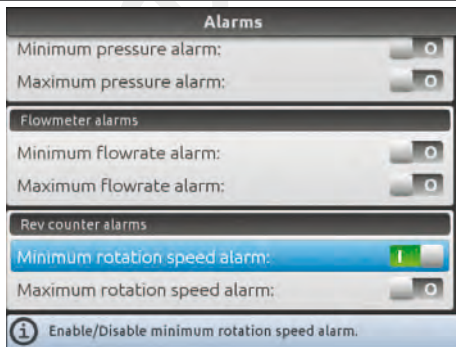 Alarms
Minimum pressure alarm: O
Maximum pressure alarm: O
Flowmeter alarms
Minimum flowrate alarm: O
Maximum flowrate alarm: O
Rev counter alarms
Minimum rotation speed alarm: I
Maximum rotation speed alarm: O
i Enable/Disable minimum rotation speed alarm.